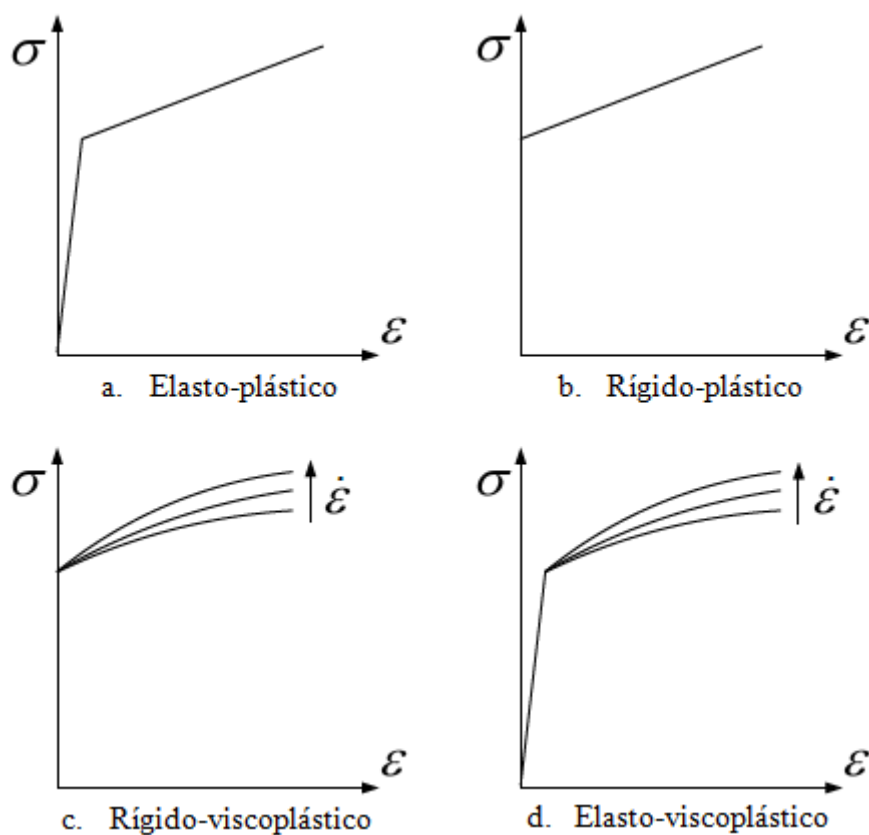 σ
ε
a. Elasto-plástico
σ
ε
b. Rígido-plástico
σ
ε̇
ε
c. Rígido-viscoplástico
σ
ε̇
ε
d. Elasto-viscoplástico